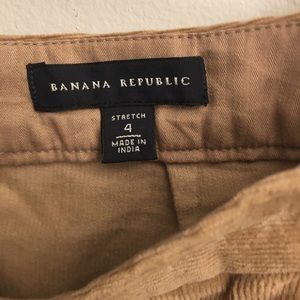 BANANA REPUBLIC
STRETCH
4
MADE IN
INDIA